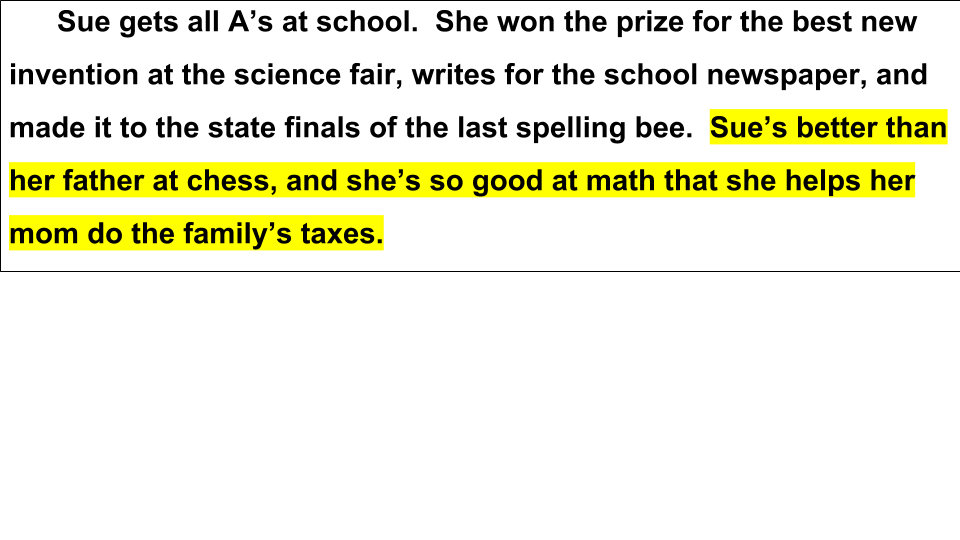 Sue gets all A’s at school.  She won the prize for the best new
invention at the science fair, writes for the school newspaper, and
made it to the state finals of the last spelling bee.  Sue’s better than
her father at chess, and she’s so good at math that she helps her
mom do the family’s taxes.